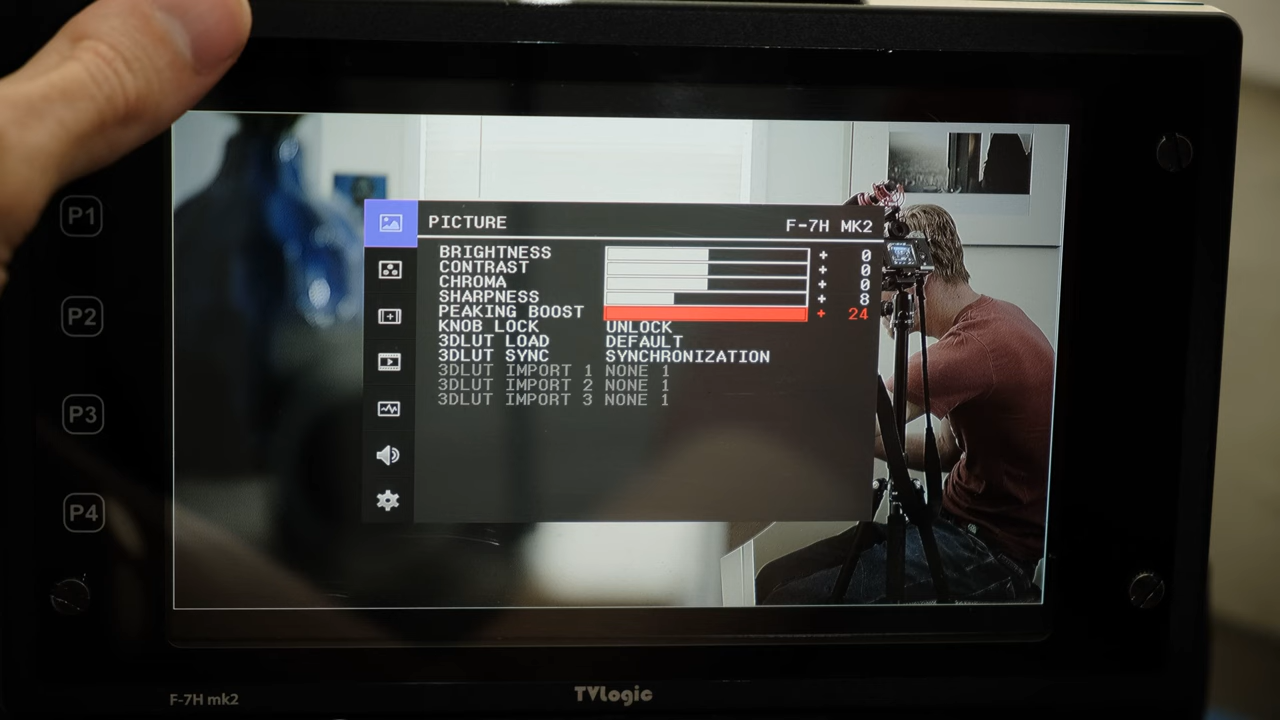 P1
P2
P3
P4
PICTURE F-7H MK2
BRIGHTNESS + 0
CONTRAST + 0
CHROMA + 0
SHARPNESS + 8
PEAKING BOOST + 24
KNOB LOCK UNLOCK
3DLUT LOAD DEFAULT
3DLUT SYNC SYNCHRONIZATION
3DLUT IMPORT 1 NONE 1
3DLUT IMPORT 2 NONE 1
3DLUT IMPORT 3 NONE 1
F-7H mk2
TVLogic